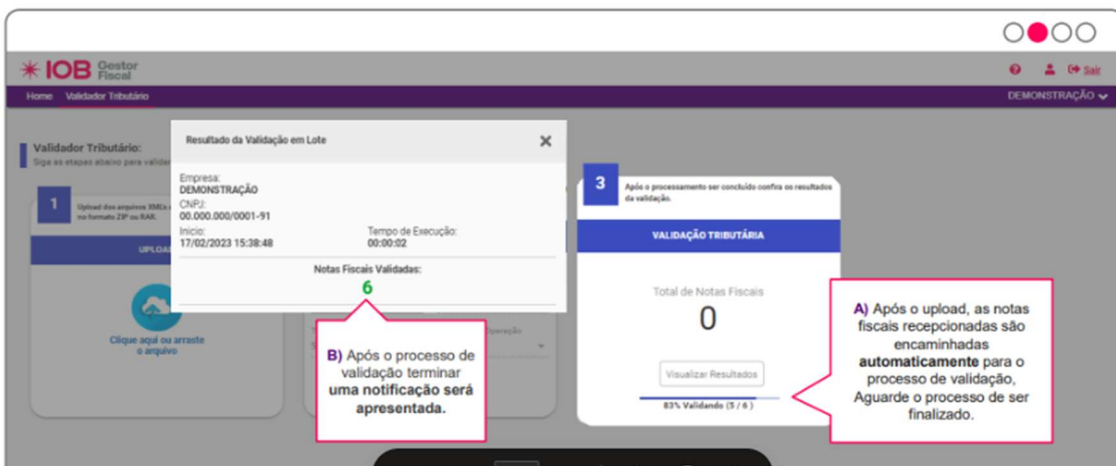 IOB Gestor Fiscal
Sair
Home Validador Tributário
DEMONSTRAÇÃO
Validador Tributário:
Siga as etapas abaixo para valida
1
Upload dos arquivos XMLs
no formato ZIP ou RAR.
UPLOA
Clique aqui ou arraste
o arquivo
Resultado da Validação em Lote
Empresa:
DEMONSTRAÇÃO
CNPJ:
00.000.000/0001-91
Inicio:
17/02/2023 15:38:48
Tempo de Execução:
00:00:02
Notas Fiscais Validadas:
6
Operação
B) Após o processo de
validação terminar
uma notificação será
apresentada.
3
Após o processamento ser concluído confira os resultados
da validação.
VALIDAÇÃO TRIBUTÁRIA
Total de Notas Fiscais
0
Visualizar Resultados
83% Validando (5 / 6 )
A) Após o upload, as notas
fiscais recepcionadas são
encaminhadas
automaticamente para o
processo de validação,
Aguarde o processo de ser
finalizado.